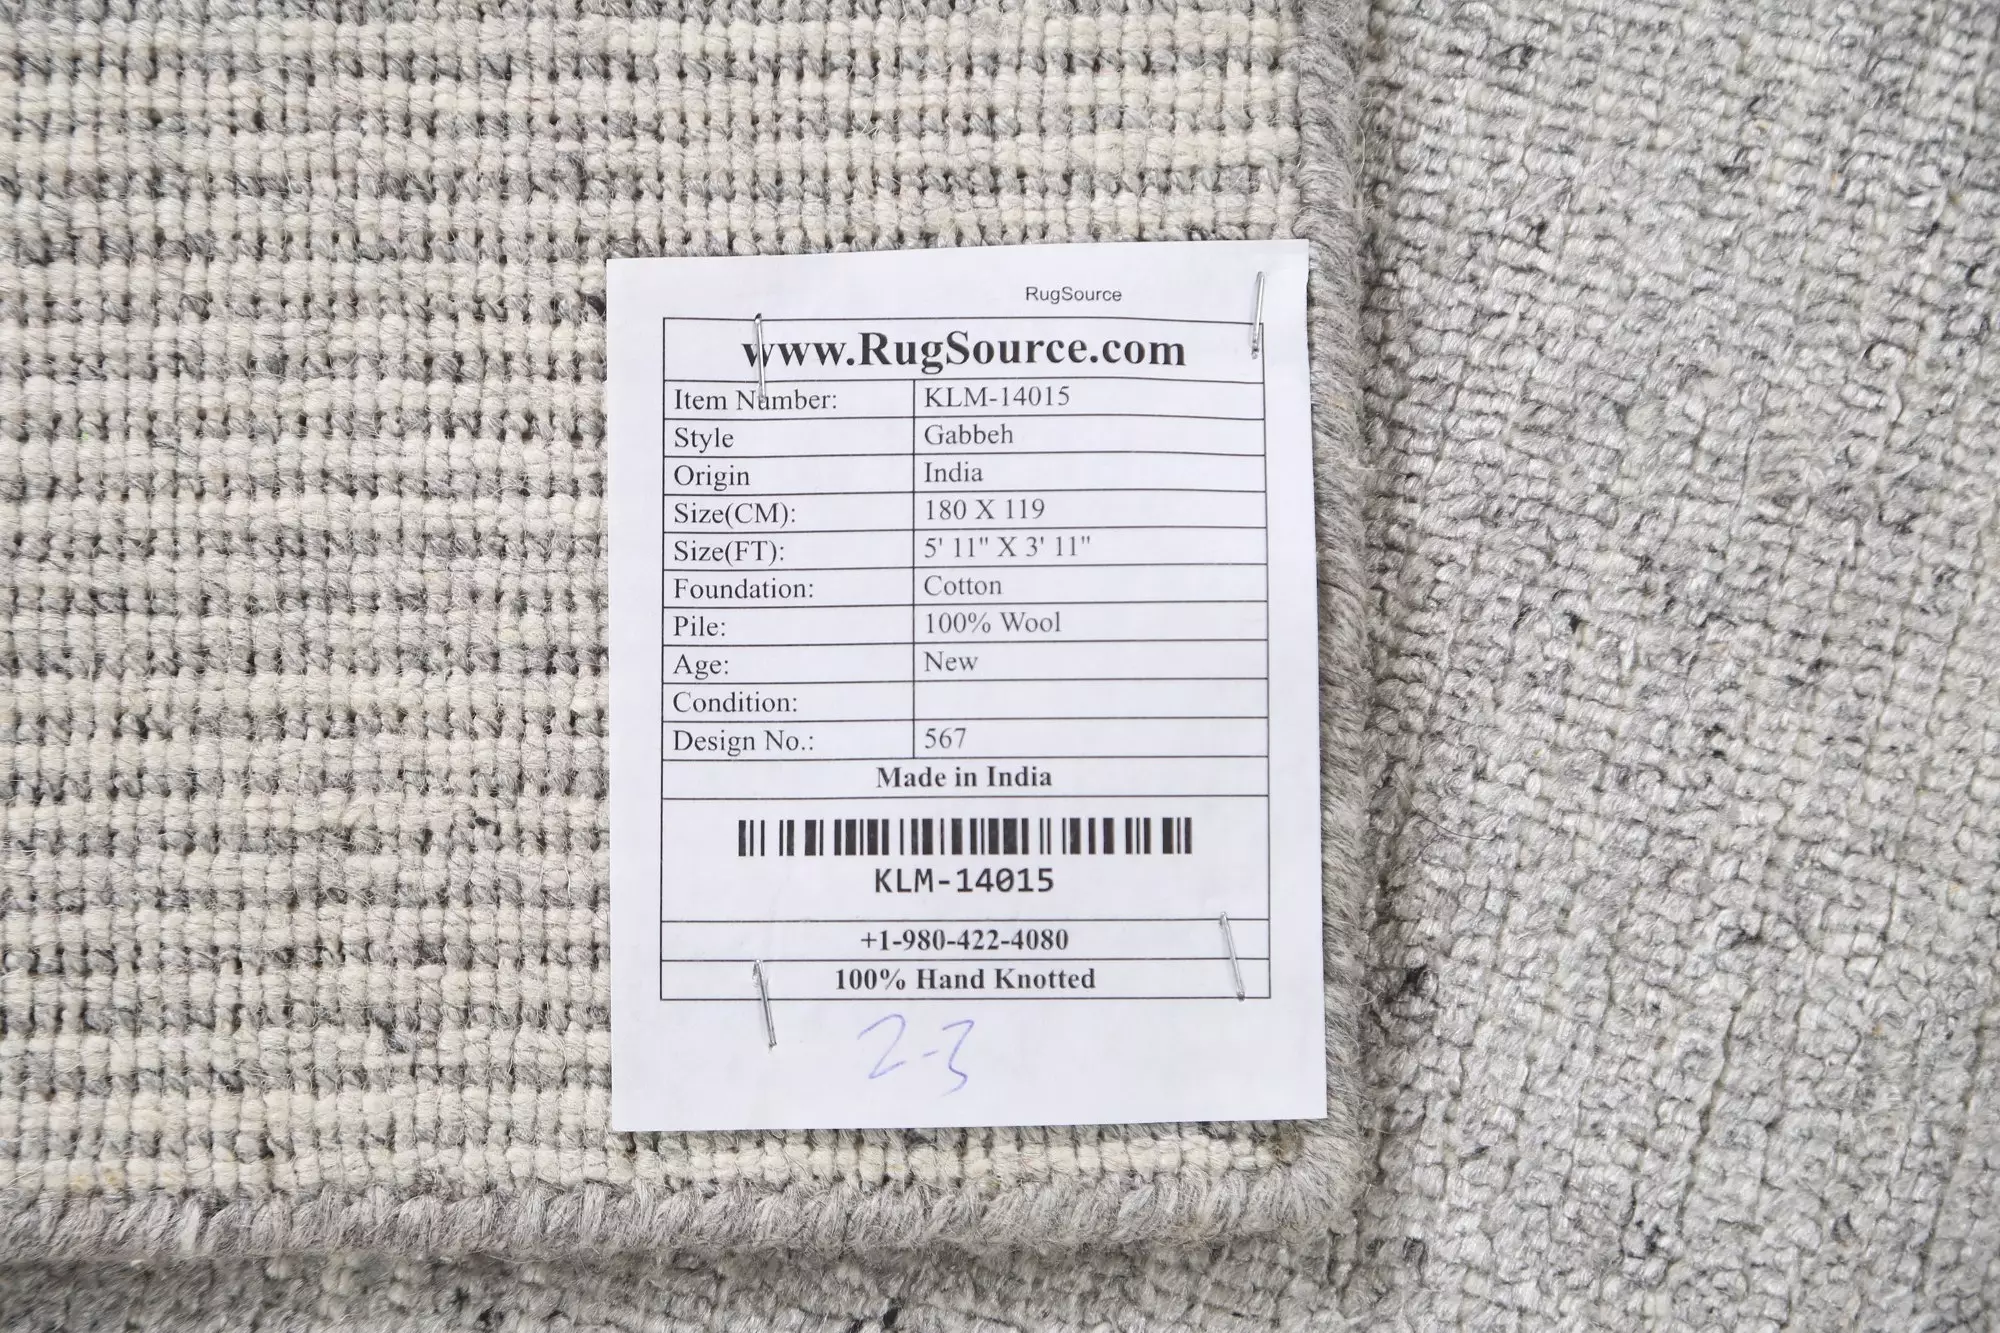 RugSource
www.RugSource.com
Item Number: KLM-14015
Style Gabbeh
Origin India
Size(CM): 180 X 119
Size(FT): 5' 11" X 3' 11"
Foundation: Cotton
Pile: 100% Wool
Age: New
Condition:
Design No.: 567
Made in India
KLM-14015
+1-980-422-4080
100% Hand Knotted
2-3